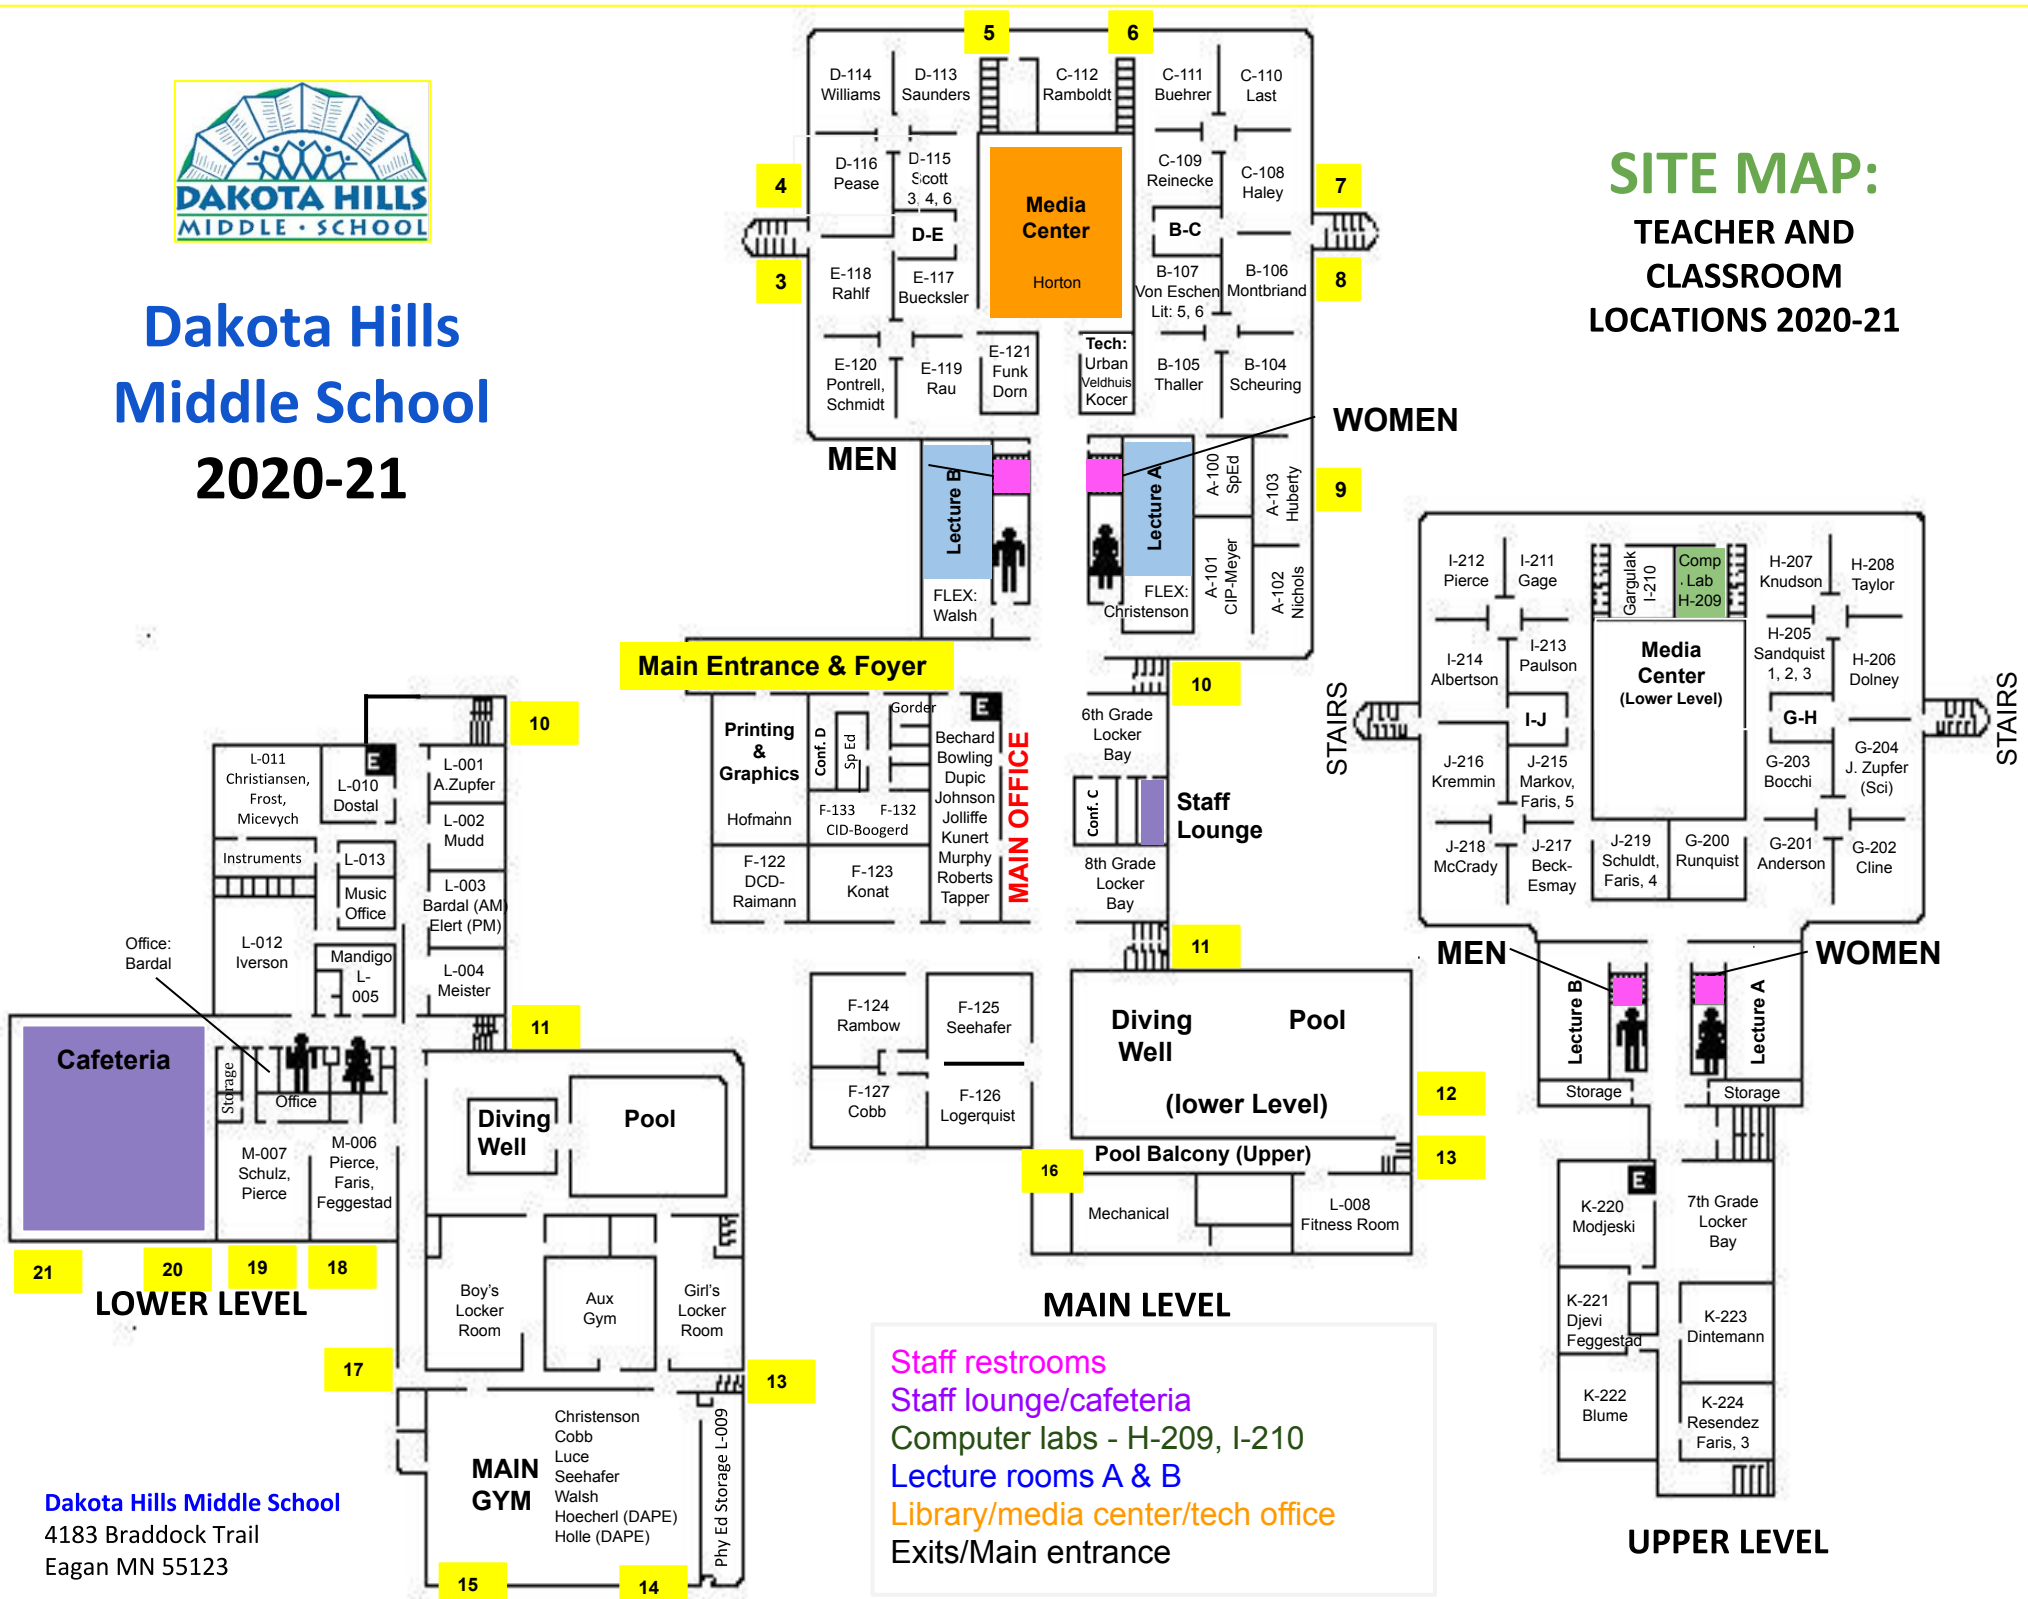 DAKOTA HILLS
MIDDLE • SCHOOL
Dakota Hills
Middle School
2020-21
SITE MAP:
TEACHER AND
CLASSROOM
LOCATIONS 2020-21
5
6
D-114
Williams
D-113
Saunders
C-112
Ramboldt
C-111
Buehrer
C-110
Last
4
D-116
Pease
D-115
Scott
3, 4, 6
Media
Center
Horton
C-109
Reinecke
C-108
Haley
7
D-E
B-C
3
E-118
Rahlf
E-117
Buecksler
B-107
Von Eschen
Lit: 5, 6
B-106
Montbriand
8
E-120
Pontrell,
Schmidt
E-119
Rau
E-121
Funk
Dorn
Tech:
Urban
Veldhuis
Kocer
B-105
Thaller
B-104
Scheuring
MEN
WOMEN
Lecture B
Lecture A
A-100
SpEd
A-103
Huberty
9
FLEX:
Walsh
FLEX:
Christenson
A-101
CIP-Meyer
A-102
Nichols
Main Entrance & Foyer
10
Printing
&
Graphics
Hofmann
Conf. D
Sp Ed
Gorder
E
Bechard
Bowling
Dupic
Johnson
Jolliffe
Kunert
Murphy
Roberts
Tapper
MAIN OFFICE
6th Grade
Locker
Bay
F-133
F-132
CID-Boogerd
Conf. C
Staff
Lounge
F-122
DCD-
Raimann
F-123
Konat
8th Grade
Locker
Bay
11
F-124
Rambow
F-125
Seehafer
F-127
Cobb
F-126
Logerquist
Diving
Well
Pool
(lower Level)
12
Pool Balcony (Upper)
13
16
Mechanical
L-008
Fitness Room
MAIN LEVEL
10
L-011
Christiansen,
Frost,
Micevych
E
L-010
Dostal
L-001
A.Zupfer
L-002
Mudd
Instruments
L-013
Music
Office
L-003
Bardal (AM)
Elert (PM)
Office:
Bardal
L-012
Iverson
Mandigo
L-
005
L-004
Meister
11
Cafeteria
Storage
Office
Diving
Well
Pool
M-007
Schulz,
Pierce
M-006
Pierce,
Faris,
Feggestad
21
20
19
18
LOWER LEVEL
Boy's
Locker
Room
Aux
Gym
Girl's
Locker
Room
17
13
MAIN
GYM
Christenson
Cobb
Luce
Seehafer
Walsh
Hoecherl (DAPE)
Holle (DAPE)
Phy Ed Storage L-009
15
14
Dakota Hills Middle School
4183 Braddock Trail
Eagan MN 55123
Staff restrooms
Staff lounge/cafeteria
Computer labs - H-209, I-210
Lecture rooms A & B
Library/media center/tech office
Exits/Main entrance
I-212
Pierce
I-211
Gage
Gargulak
I-210
Comp
Lab
H-209
H-207
Knudson
H-208
Taylor
I-214
Albertson
I-213
Paulson
Media
Center
(Lower Level)
H-205
Sandquist
1, 2, 3
H-206
Dolney
STAIRS
I-J
G-H
STAIRS
J-216
Kremmin
J-215
Markov,
Faris, 5
G-203
Bocchi
G-204
J. Zupfer
(Sci)
J-218
McCrady
J-217
Beck-
Esmay
J-219
Schuldt,
Faris, 4
G-200
Runquist
G-201
Anderson
G-202
Cline
MEN
WOMEN
Lecture B
Lecture A
Storage
Storage
E
K-220
Modjeski
7th Grade
Locker
Bay
K-221
Djevi
Feggestad
K-223
Dintemann
K-222
Blume
K-224
Resendez
Faris, 3
UPPER LEVEL